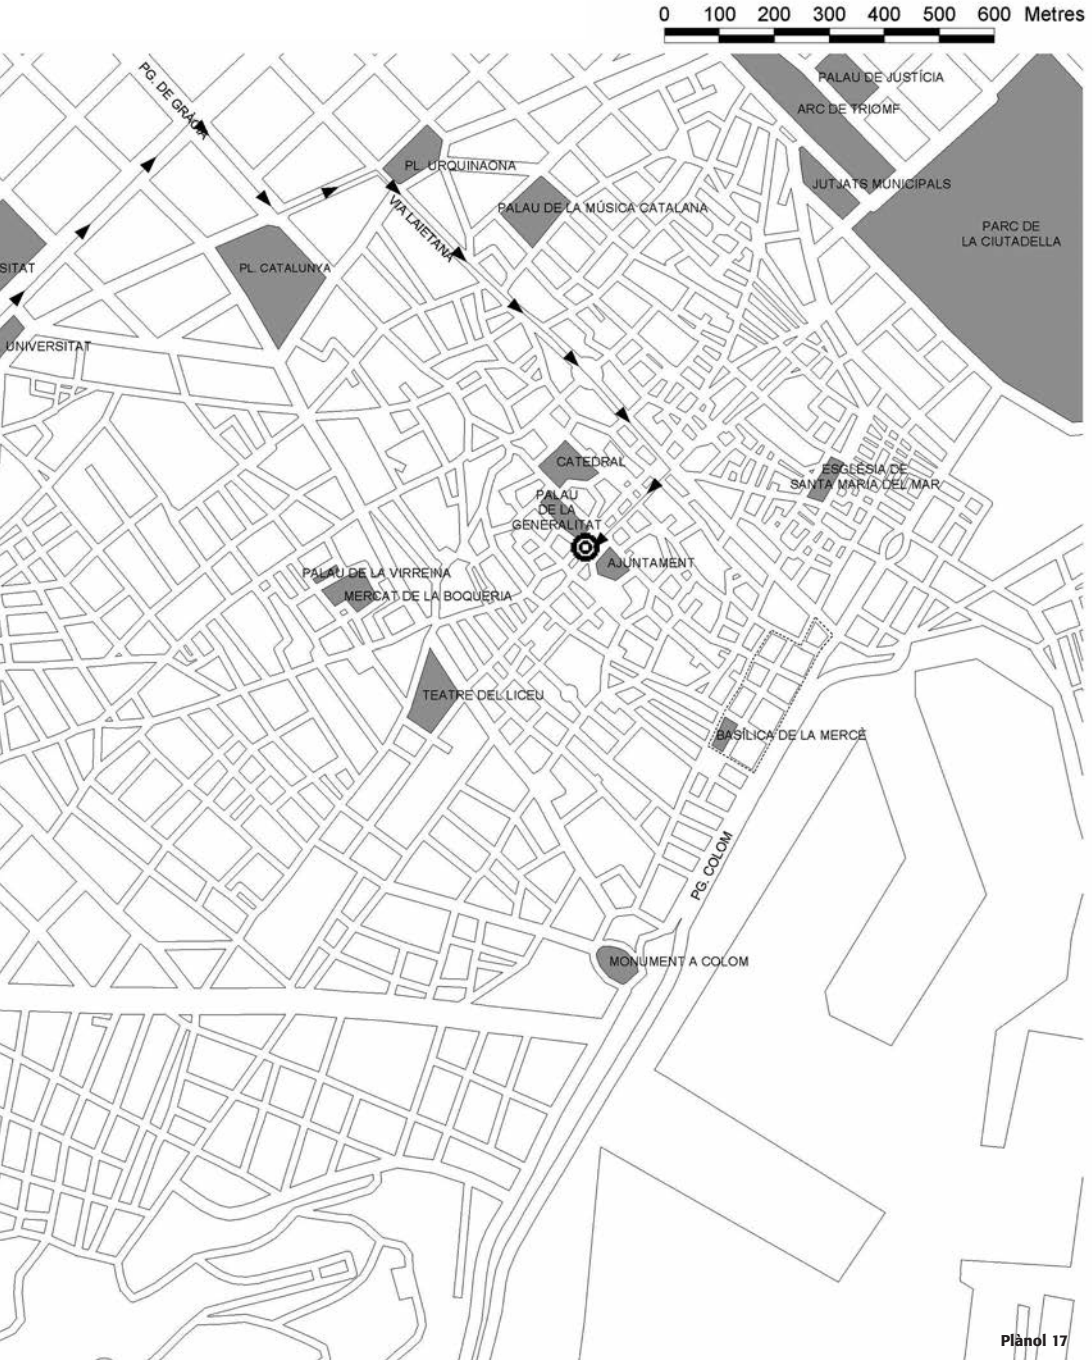 0 100 200 300 400 500 600 Metres
PG. DE GRÀCIA
PALAU DE JUSTÍCIA
ARC DE TRIOMF
PL. URQUINAONA
JUTJATS MUNICIPALS
VIA LAIETANA
PALAU DE LA MÚSICA CATALANA
PARC DE
LA CIUTADELLA
SITAT
PL. CATALUNYA
UNIVERSITAT
CATEDRAL
ESGLÉSIA DE
SANTA MARIA DEL MAR
PALAU
DE LA
GENERALITAT
AJUNTAMENT
PALAU DE LA VIRREINA
MERCAT DE LA BOQUERIA
TEATRE DEL LICEU
BASÍLICA DE LA MERCÈ
PG. COLOM
MONUMENT A COLOM
Plànol 17